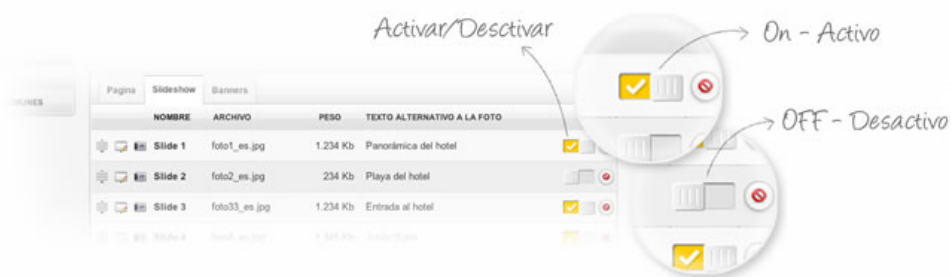 Activar/Desctivar
On - Activo
OFF - Desactivo
Pagina Slideshow Banners
NOMBRE ARCHIVO PESO TEXTO ALTERNATIVO A LA FOTO
Slide 1 foto1_es.jpg 1.234 Kb Panorámica del hotel
Slide 2 foto2_es.jpg 234 Kb Playa del hotel
Slide 3 foto33_es.jpg 1.234 Kb Entrada al hotel
Slide 4